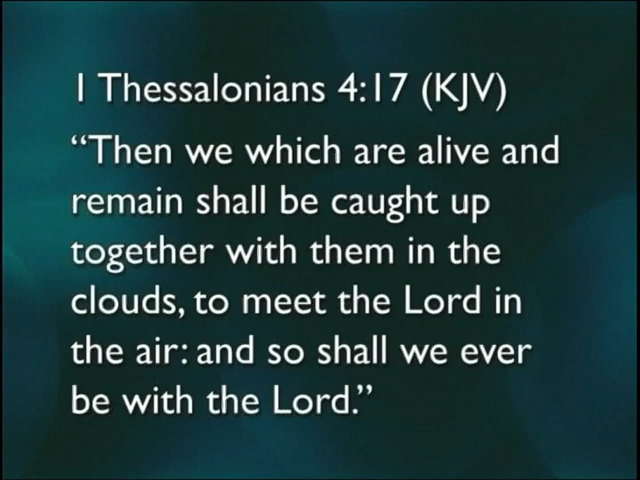 1 Thessalonians 4:17 (KJV)
“Then we which are alive and
remain shall be caught up
together with them in the
clouds, to meet the Lord in
the air: and so shall we ever
be with the Lord.”